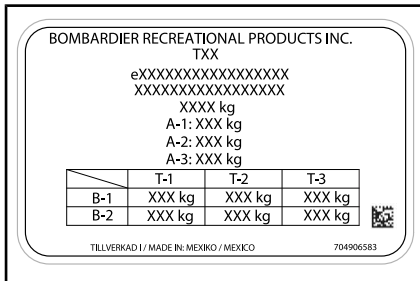 BOMBARDIER RECREATIONAL PRODUCTS INC.
TXX
eXXXXXXXXXXXXXXXXX
XXXXXXXXXXXXXXXXX
XXXX kg
A-1: XXX kg
A-2: XXX kg
A-3: XXX kg
T-1 T-2 T-3
B-1 XXX kg XXX kg XXX kg
B-2 XXX kg XXX kg XXX kg
TILLVERKAD I / MADE IN: MEXIKO / MEXICO 704906583